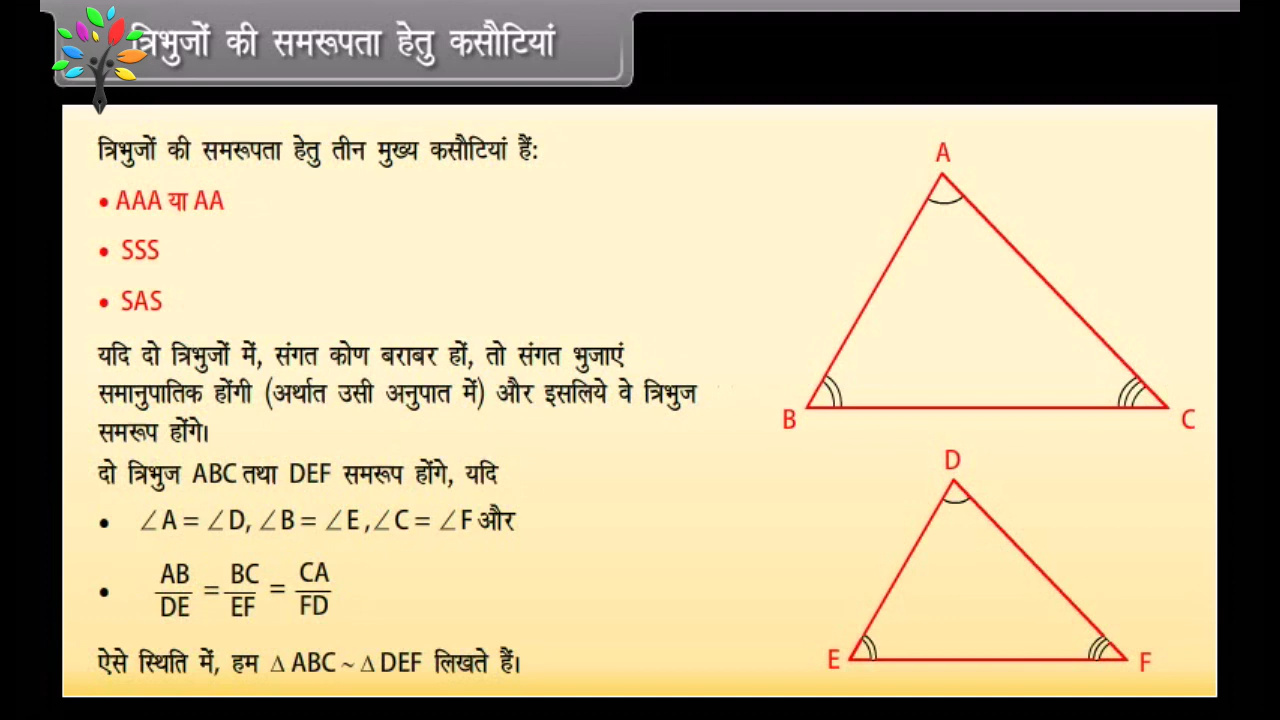 त्रिभुजों की समरूपता हेतु कसौटियां
त्रिभुजों की समरूपता हेतु तीन मुख्य कसौटियां हैं:
• AAA या AA
• SSS
• SAS
यदि दो त्रिभुजों में, संगत कोण बराबर हों, तो संगत भुजाएं
समानुपातिक होंगी (अर्थात उसी अनुपात में) और इसलिये वे त्रिभुज
समरूप होंगे।
दो त्रिभुज ABC तथा DEF समरूप होंगे, यदि
• ∠A = ∠D, ∠B = ∠E ,∠C = ∠F और
• AB/DE = BC/EF = CA/FD
ऐसे स्थिति में, हम Δ ABC ~ Δ DEF लिखते हैं।
A
B
C
D
E
F